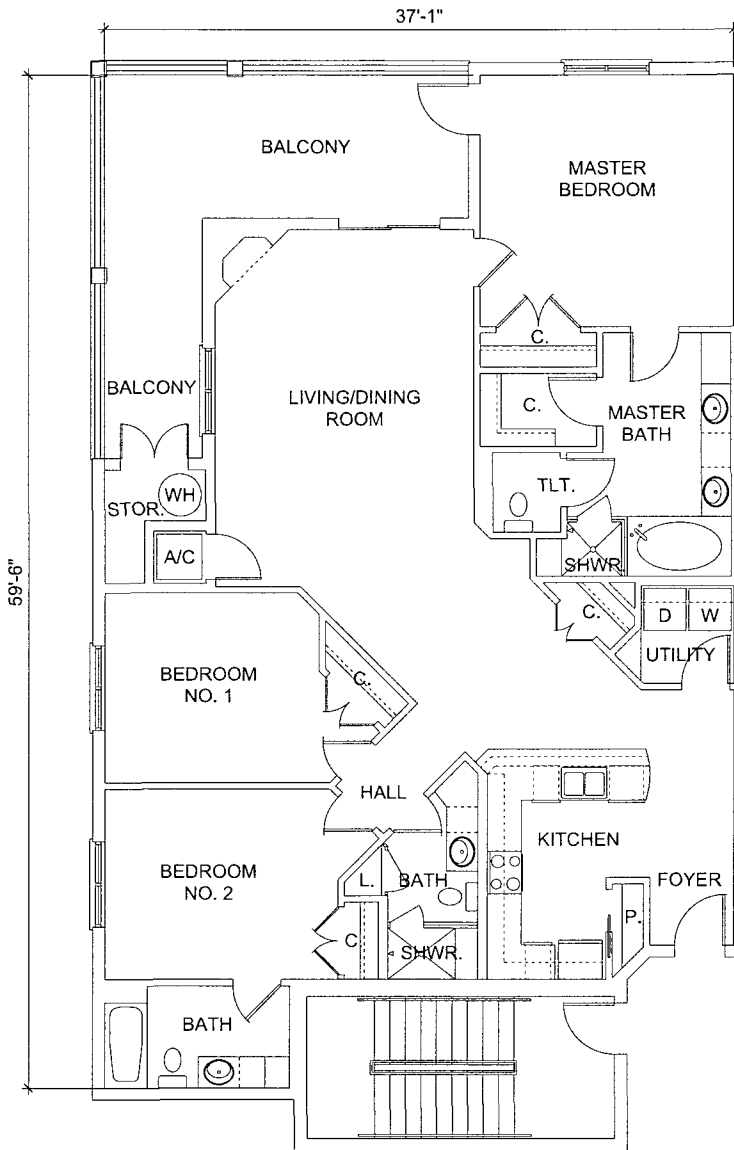 37'-1"
BALCONY
MASTER
BEDROOM
C.
BALCONY
LIVING/DINING
ROOM
C.
MASTER
BATH
TLT.
WH
STOR.
A/C
SHWR.
59'-6"
C.
D
W
UTILITY
BEDROOM
NO. 1
C.
HALL
KITCHEN
BEDROOM
NO. 2
L.
BATH
FOYER
P.
C
SHWR.
BATH